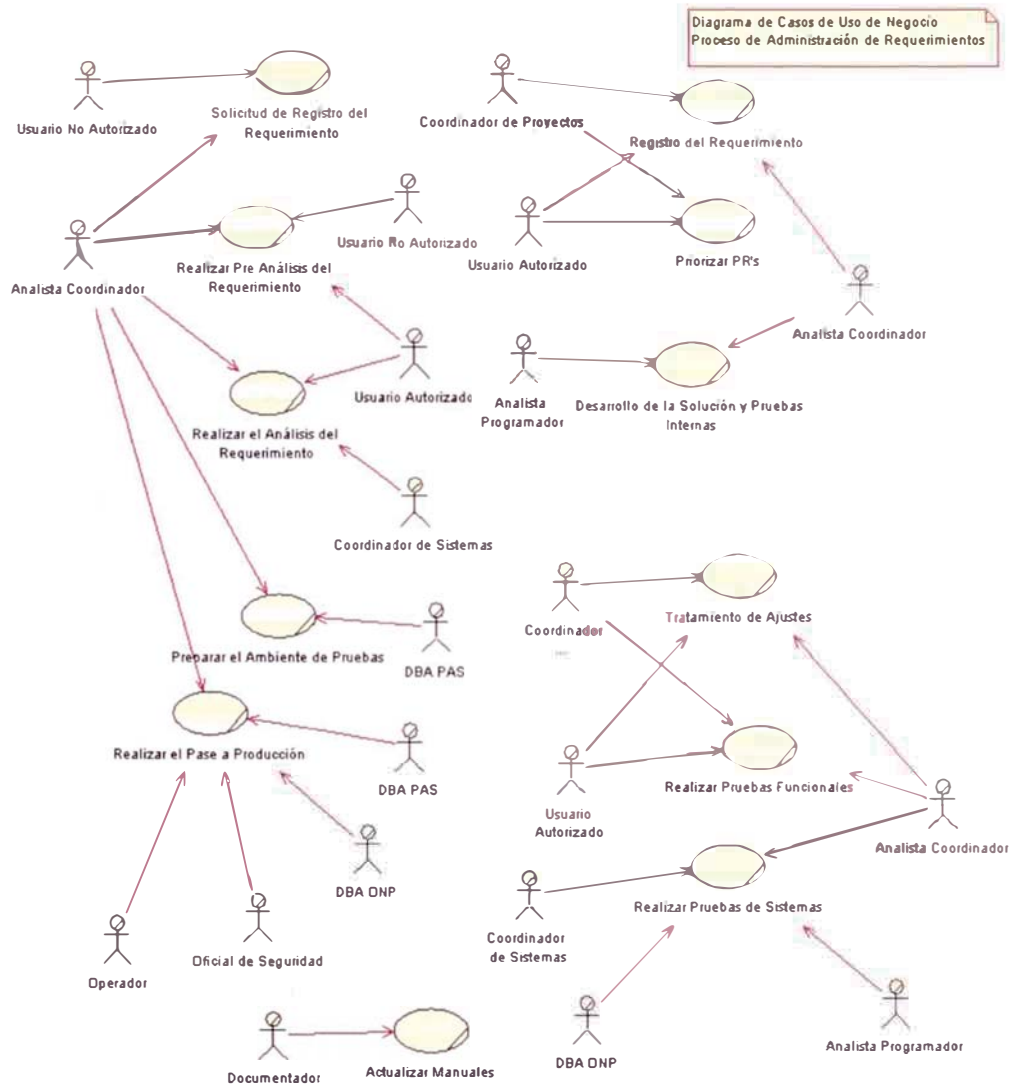 Diagrama de Casos de Uso de Negocio
Proceso de Administración de Requerimientos
Usuario No Autorizado
Solicitud de Registro del
Requerimiento
Coordinador de Proyectos
Registro del Requerimiento
Analista Coordinador
Realizar Pre Análisis del
Requerimiento
Usuario No Autorizado
Usuario Autorizado
Priorizar PR's
Analista Coordinador
Usuario Autorizado
Realizar el Análisis del
Requerimiento
Analista
Programador
Desarrollo de la Solución y Pruebas
Internas
Coordinador de Sistemas
Preparar el Ambiente de Pruebas
DBA PAS
Coordinador
Tratamiento de Ajustes
Realizar el Pase a Producción
DBA PAS
Usuario
Autorizado
Realizar Pruebas Funcionales
Analista Coordinador
DBA ONP
Operador
Oficial de Seguridad
Coordinador
de Sistemas
Realizar Pruebas de Sistemas
DBA ONP
Analista Programador
Documentador
Actualizar Manuales